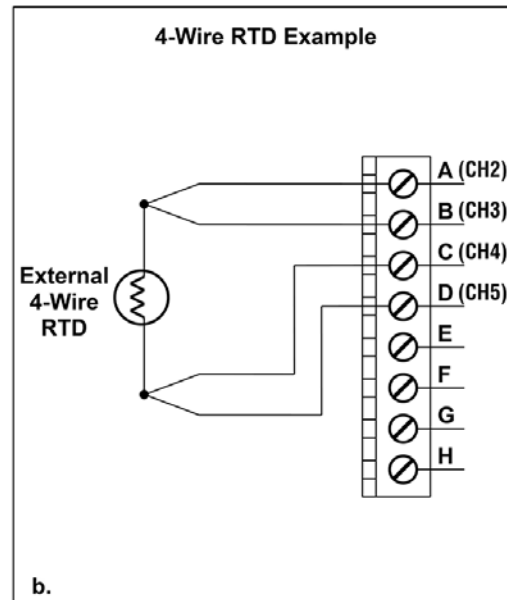 4-Wire RTD Example
A (CH2)
B (CH3)
C (CH4)
D (CH5)
E
F
G
H
External
4-Wire
RTD
b.